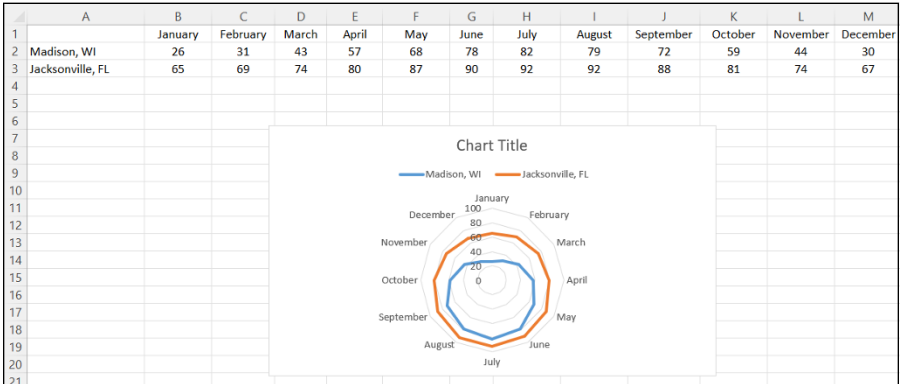 A B C D E F G H I J K L M
1 January February March April May June July August September October November December
2 Madison, WI 26 31 43 57 68 78 82 79 72 59 44 30
3 Jacksonville, FL 65 69 74 80 87 90 92 92 88 81 74 67
4
5
6
7
8
9
10
11
12
13
14
15
16
17
18
19
20
21
Chart Title
Madison, WI Jacksonville, FL
January
100
December February
80
60
November March
40
20
October 0 April
September May
August June
July